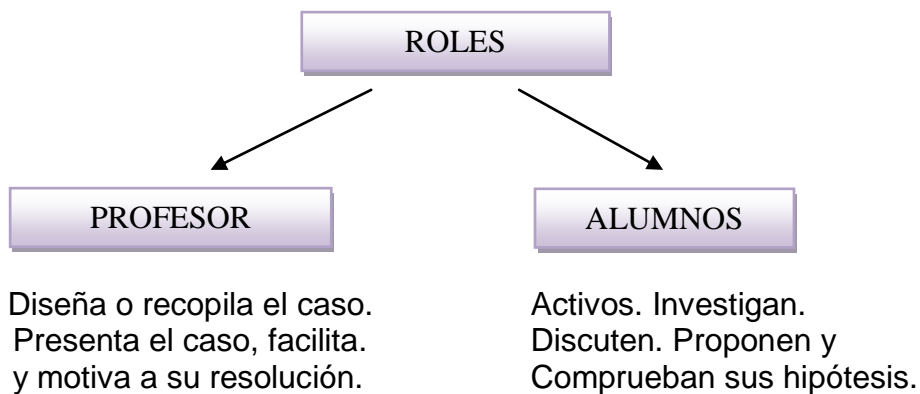 ROLES
PROFESOR
Diseña o recopila el caso.
Presenta el caso, facilita.
y motiva a su resolución.
ALUMNOS
Activos. Investigan.
Discuten. Proponen y
Comprueban sus hipótesis.